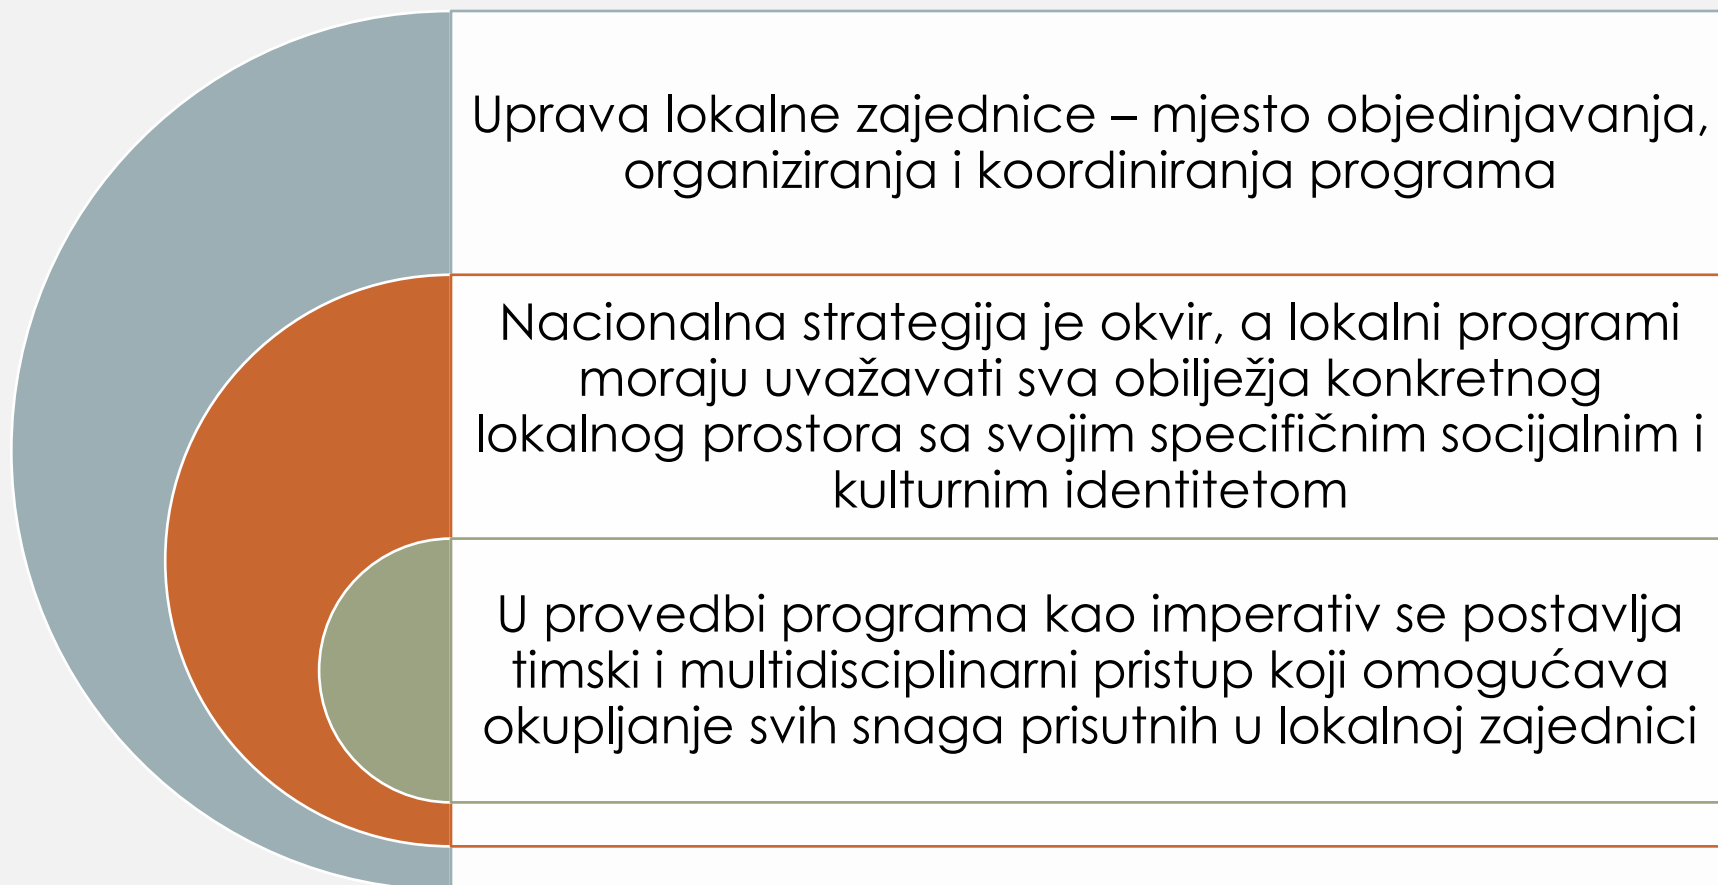 Uprava lokalne zajednice – mjesto objedinjavanja,
organiziranja i koordiniranja programa
Nacionalna strategija je okvir, a lokalni programi
moraju uvažavati sva obilježja konkretnog
lokalnog prostora sa svojim specifičnim socijalnim i
kulturnim identitetom
U provedbi programa kao imperativ se postavlja
timski i multidisciplinarni pristup koji omogućava
okupljanje svih snaga prisutnih u lokalnoj zajednici